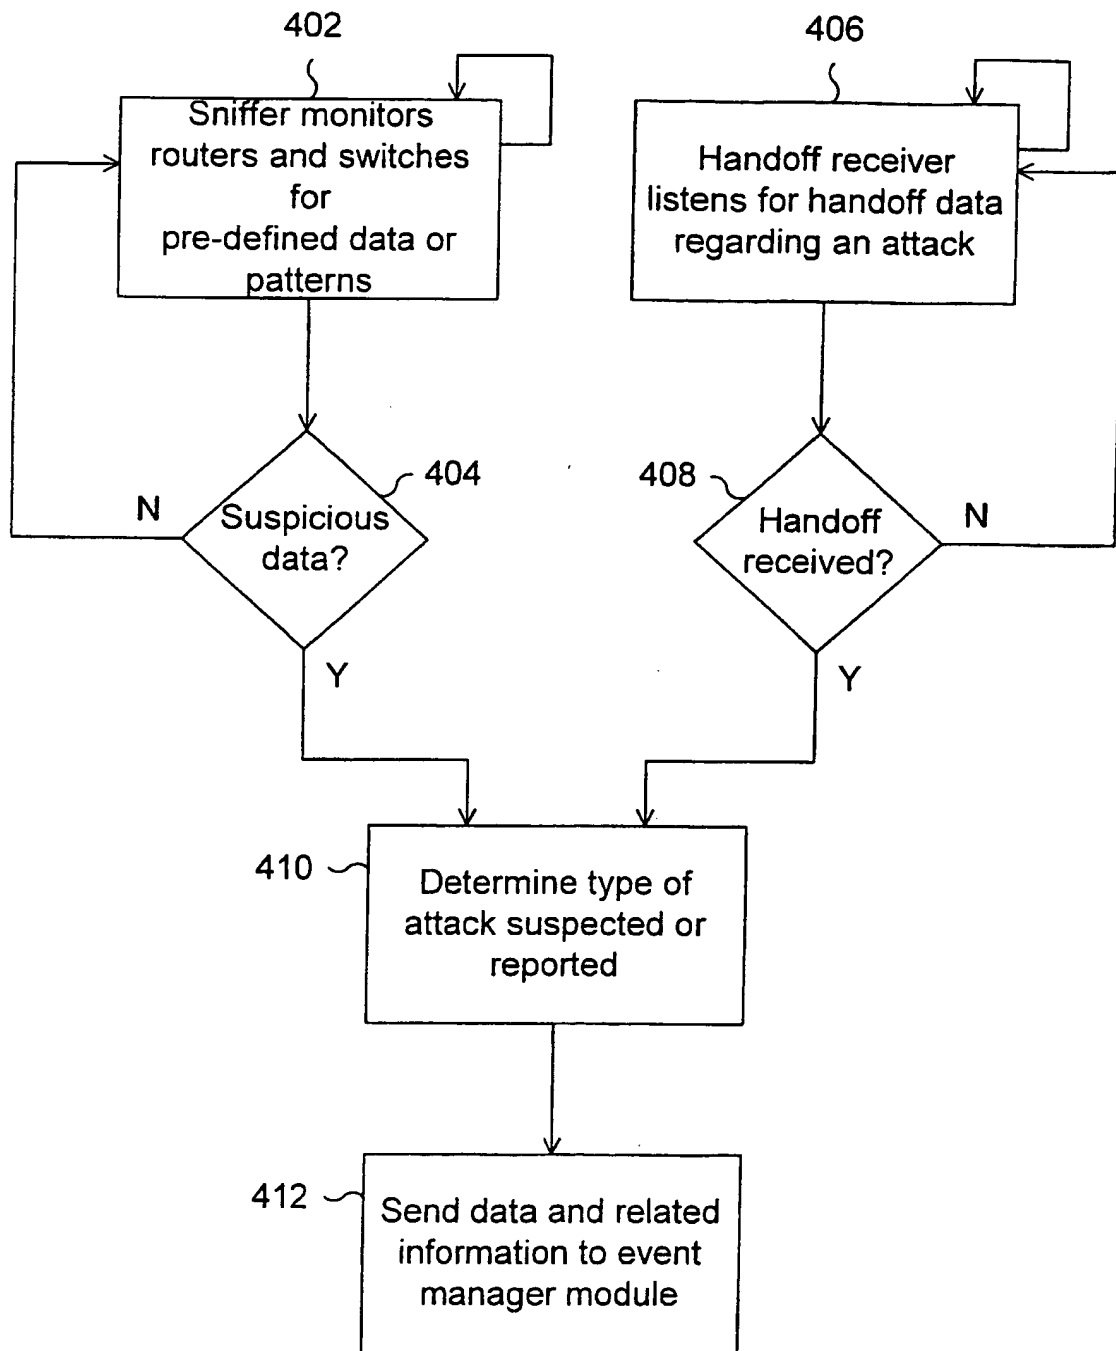 402
Sniffer monitors
routers and switches
for
pre-defined data or
patterns
406
Handoff receiver
listens for handoff data
regarding an attack
404
Suspicious
data?
N
Y
408
Handoff
received?
N
Y
410
Determine type of
attack suspected or
reported
412
Send data and related
information to event
manager module